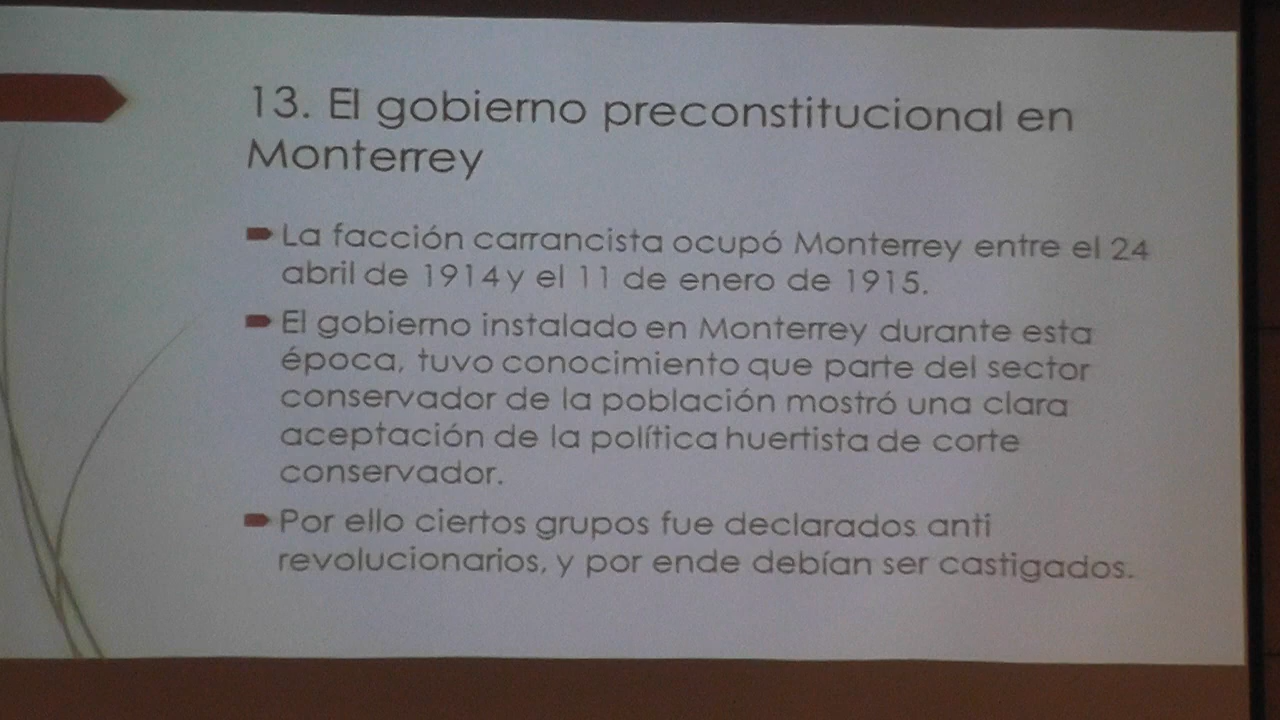 13. El gobierno preconstitucional en
Monterrey
La facción carrancista ocupó Monterrey entre el 24
abril de 1914 y el 11 de enero de 1915.
El gobierno instalado en Monterrey durante esta
época, tuvo conocimiento que parte del sector
conservador de la población mostró una clara
aceptación de la política huertista de corte
conservador.
Por ello ciertos grupos fue declarados anti
revolucionarios, y por ende debían ser castigados.